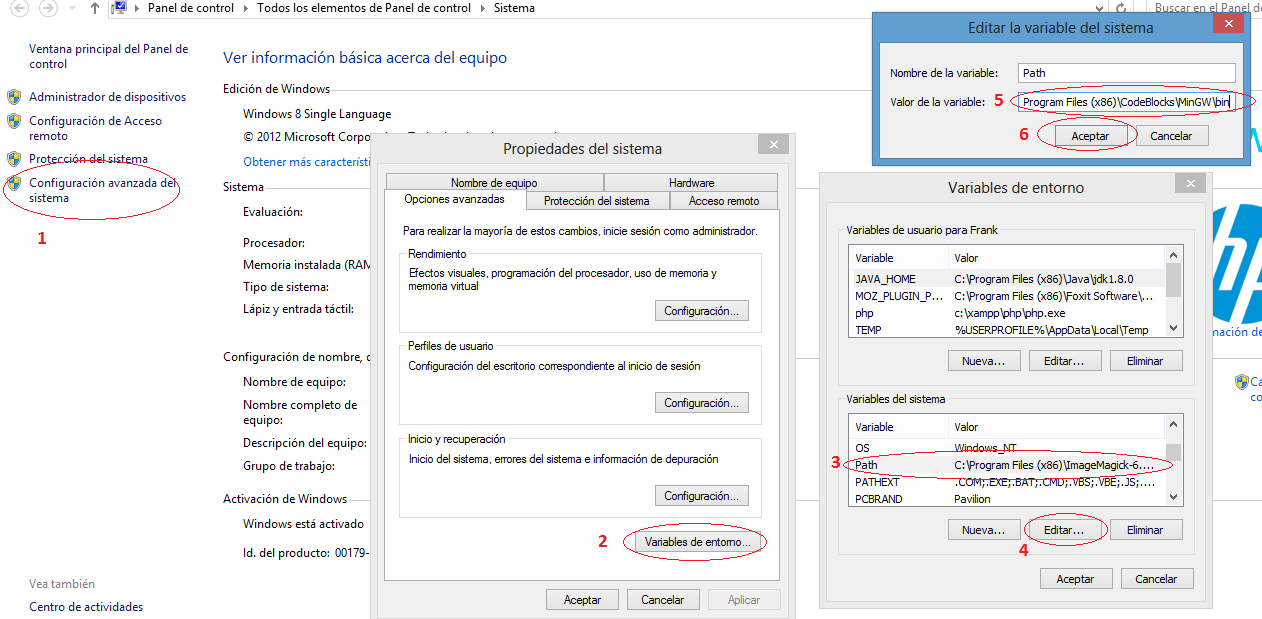 Panel de control
Todos los elementos de Panel de control
Sistema
Buscar en el Panel de
Ventana principal del Panel de
control
Administrador de dispositivos
Configuración de Acceso
remoto
Protección del sistema
Configuración avanzada del
sistema
1
Vea también
Centro de actividades
Ver información básica acerca del equipo
Edición de Windows
Windows 8 Single Language
© 2012 Microsoft Corpo
Obtener más característi
Sistema
Evaluación:
Procesador:
Memoria instalada (RAM
Tipo de sistema:
Lápiz y entrada táctil:
Configuración de nombre, d
Nombre de equipo:
Nombre completo de
equipo:
Descripción del equipo:
Grupo de trabajo:
Activación de Windows
Windows está activado
Id. del producto: 00179-
Propiedades del sistema
Nombre de equipo
Hardware
Opciones avanzadas
Protección del sistema
Acceso remoto
Para realizar la mayoría de estos cambios, inicie sesión como administrador.
Rendimiento
Efectos visuales, programación del procesador, uso de memoria y
memoria virtual
Configuración...
Perfiles de usuario
Configuración del escritorio correspondiente al inicio de sesión
Configuración...
Inicio y recuperación
Inicio del sistema, errores del sistema e información de depuración
Configuración...
2
Variables de entorno...
Aceptar
Cancelar
Aplicar
Editar la variable del sistema
Nombre de la variable:
Path
Valor de la variable:
5
Program Files (x86)\CodeBlocks\MinGW\bin
6
Aceptar
Cancelar
Variables de entorno
Variables de usuario para Frank
Variable Valor
JAVA_HOME C:\Program Files (x86)\Java\jdk1.8.0
MOZ_PLUGIN_P... C:\Program Files (x86)\Foxit Software\...
php c:\xampp\php\php.exe
TEMP %USERPROFILE%\AppData\Local\Temp
Nueva...
Editar...
Eliminar
Variables del sistema
Variable Valor
OS Windows_NT
3
Path C:\Program Files (x86)\ImageMagick-6....
PATHEXT .COM;.EXE;.BAT;.CMD;.VBS;.VBE;.JS;....
PCBRAND Pavilion
Nueva...
Editar...
Eliminar
4
Aceptar
Cancelar
hp
mación de
Ca
co